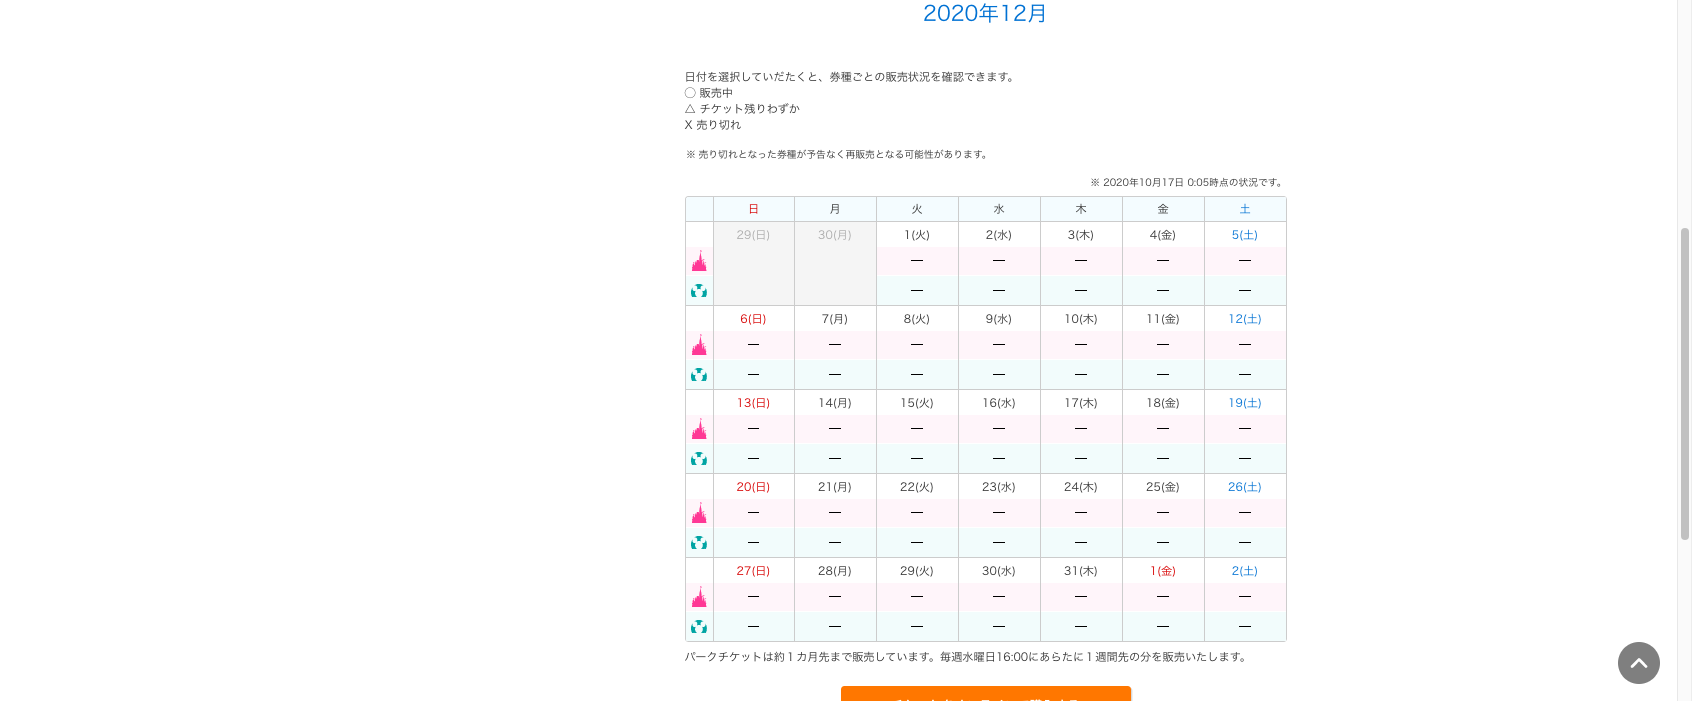 2020年12月
日付を選択していだたくと、券種ごとの販売状況を確認できます。
◯ 販売中
△ チケット残りわずか
X 売り切れ
※ 売り切れとなった券種が予告なく再販売となる可能性があります。
※ 2020年10月17日 0:05時点の状況です。
日 月 火 水 木 金 土
29(日) 30(月) 1(火) 2(水) 3(木) 4(金) 5(土)
— — — — —
— — — — —
6(日) 7(月) 8(火) 9(水) 10(木) 11(金) 12(土)
— — — — — — —
— — — — — — —
13(日) 14(月) 15(火) 16(水) 17(木) 18(金) 19(土)
— — — — — — —
— — — — — — —
20(日) 21(月) 22(火) 23(水) 24(木) 25(金) 26(土)
— — — — — — —
— — — — — — —
27(日) 28(月) 29(火) 30(水) 31(木) 1(金) 2(土)
— — — — — — —
— — — — — — —
パークチケットは約１カ月先まで販売しています。毎週水曜日16:00にあらたに１週間先の分を販売いたします。